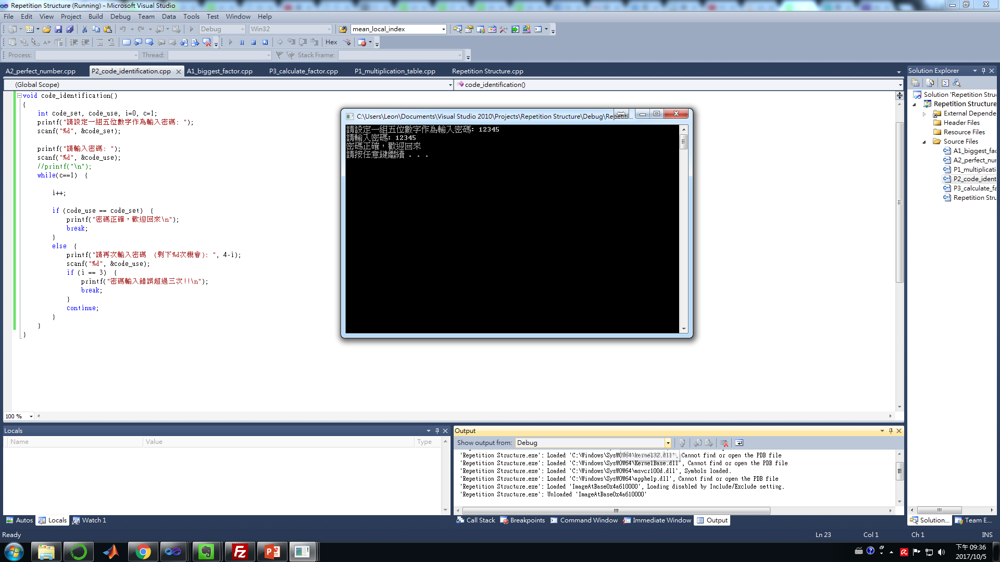 Repetition Structure (Running) - Microsoft Visual Studio
File Edit View Project Build Debug Team Data Tools Test Window Help
Debug Win32 mean_local_index
Hex
Process: Thread: Stack Frame:
A2_perfect_number.cpp P2_code_identification.cpp A1_biggest_factor.cpp P3_calculate_factor.cpp P1_multiplication_table.cpp Repetition Structure.cpp
(Global Scope) code_identification()
void code_identification()
{
int code_set, code_use, i=0, c=1;
printf("請設定一組五位數字作為輸入密碼: ");
scanf("%d", &code_set);
printf("請輸入密碼: ");
scanf("%d", &code_use);
//printf("\n");
while(c==1) {
i++;
if (code_use == code_set) {
printf("密碼正確，歡迎回來\n");
break;
}
else {
printf("請再次輸入密碼 (剩下%d次機會): ", 4-i);
scanf("%d", &code_use);
if (i == 3) {
printf("密碼輸入錯誤超過三次!!\n");
break;
}
continue;
}
}
}
C:\Users\Leon\Documents\Visual Studio 2010\Projects\Repetition Structure\Debug\Repetiti...
請設定一組五位數字作為輸入密碼: 12345
請輸入密碼: 12345
密碼正確，歡迎回來
請按任意鍵繼續 . . .
Solution Explorer
Solution 'Repetition Stru
Repetition Structure
External Depende
Header Files
Resource Files
Source Files
A1_biggest_fac
A2_perfect_nur
P1_multiplicati
P2_code_ident
P3_calculate_fa
Repetition Stru
100 %
Locals
Name Value Type
Autos Locals Watch 1
Output
Show output from: Debug
'Repetition Structure.exe': Loaded 'C:\Windows\SysWOW64\kernel32.dll', Cannot find or open the PDB file
'Repetition Structure.exe': Loaded 'C:\Windows\SysWOW64\KernelBase.dll', Cannot find or open the PDB file
'Repetition Structure.exe': Loaded 'C:\Windows\SysWOW64\msvcr100d.dll', Symbols loaded.
'Repetition Structure.exe': Loaded 'C:\Windows\SysWOW64\apphelp.dll', Cannot find or open the PDB file
'Repetition Structure.exe': Loaded 'ImageAtBase0x4a610000', Loading disabled by Include/Exclude setting.
'Repetition Structure.exe': Unloaded 'ImageAtBase0x4a610000'
Call Stack Breakpoints Command Window Immediate Window Output
Solution... Team E...
Ready Ln 23 Col 1 Ch 1 INS
下午 09:36
2017/10/5